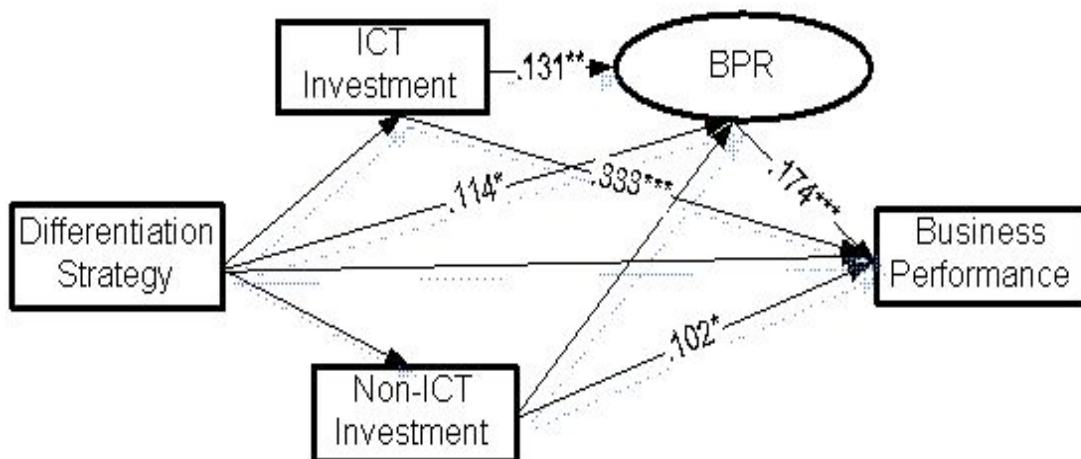 ICT
Investment
.131**
BPR
.114*
.333***
.174***
Differentiation
Strategy
Business
Performance
.102*
Non-ICT
Investment